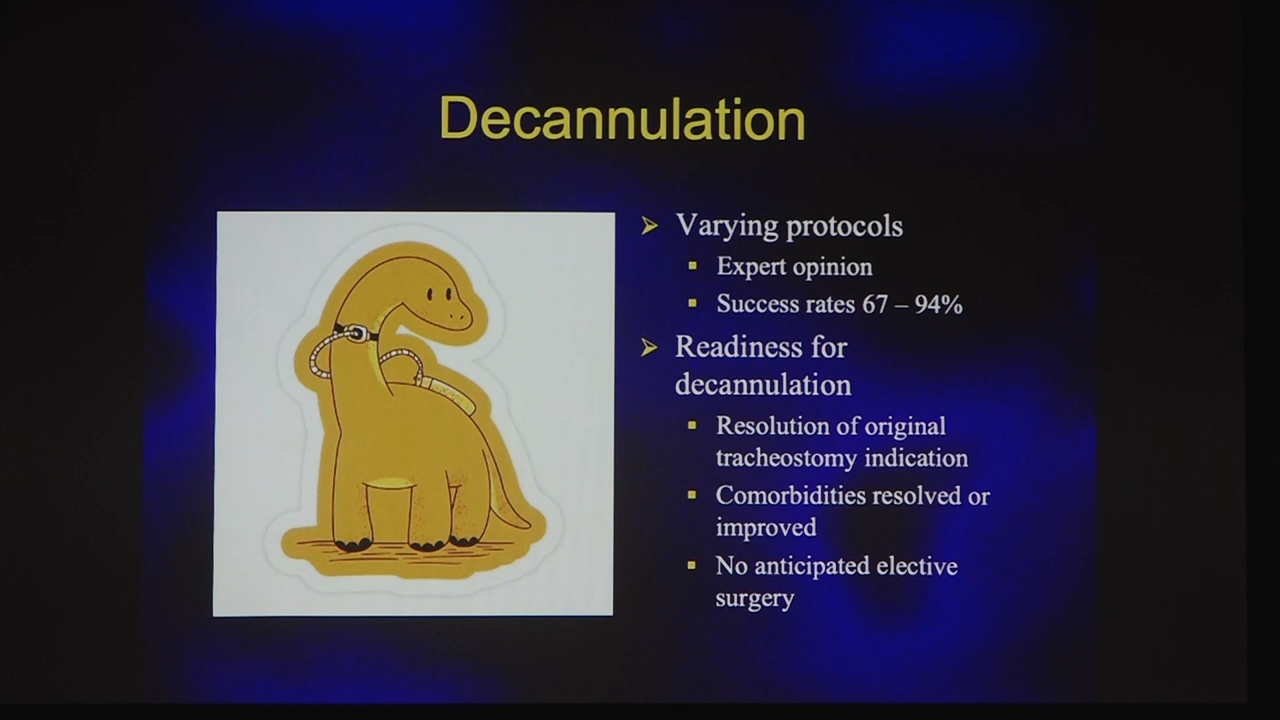 Decannulation
Varying protocols
Expert opinion
Success rates 67 – 94%
Readiness for
decannulation
Resolution of original
tracheostomy indication
Comorbidities resolved or
improved
No anticipated elective
surgery